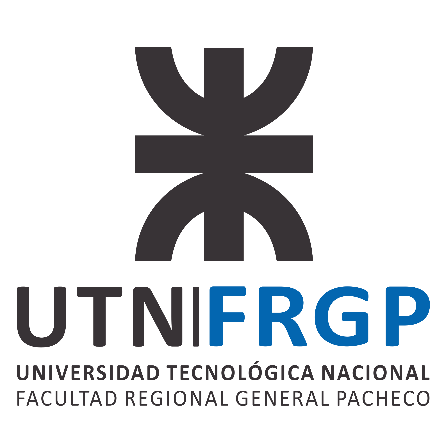 UTN|FRGP
UNIVERSIDAD TECNOLÓGICA NACIONAL
FACULTAD REGIONAL GENERAL PACHECO